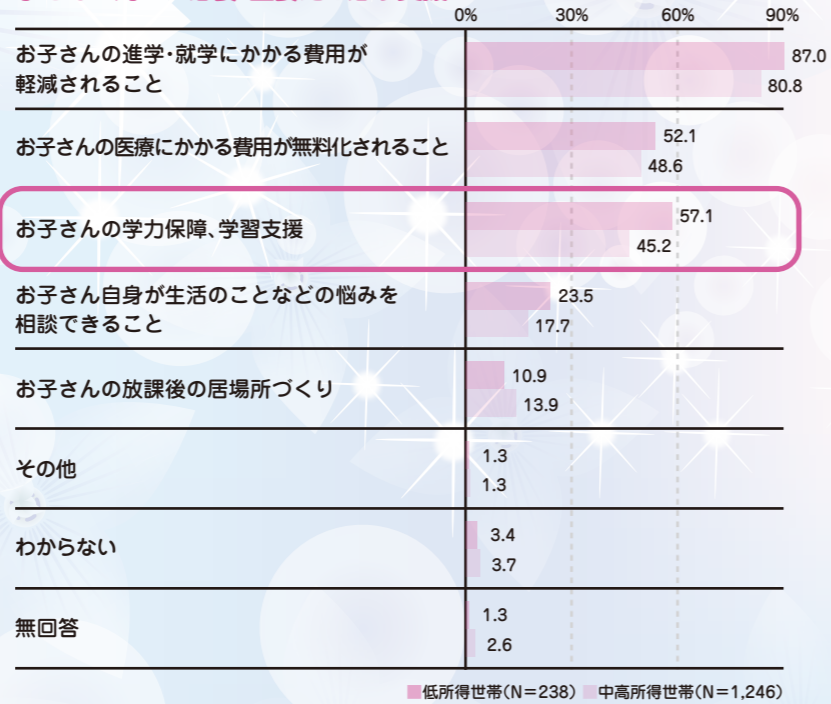 0% 30% 60% 90%
お子さんの進学・就学にかかる費用が
軽減されること
87.0
80.8
お子さんの医療にかかる費用が無料化されること
52.1
48.6
お子さんの学力保障、学習支援
57.1
45.2
お子さん自身が生活のことなどの悩みを
相談できること
23.5
17.7
お子さんの放課後の居場所づくり
10.9
13.9
その他
1.3
1.3
わからない
3.4
3.7
無回答
1.3
2.6
低所得世帯(N=238) 中高所得世帯(N=1,246)